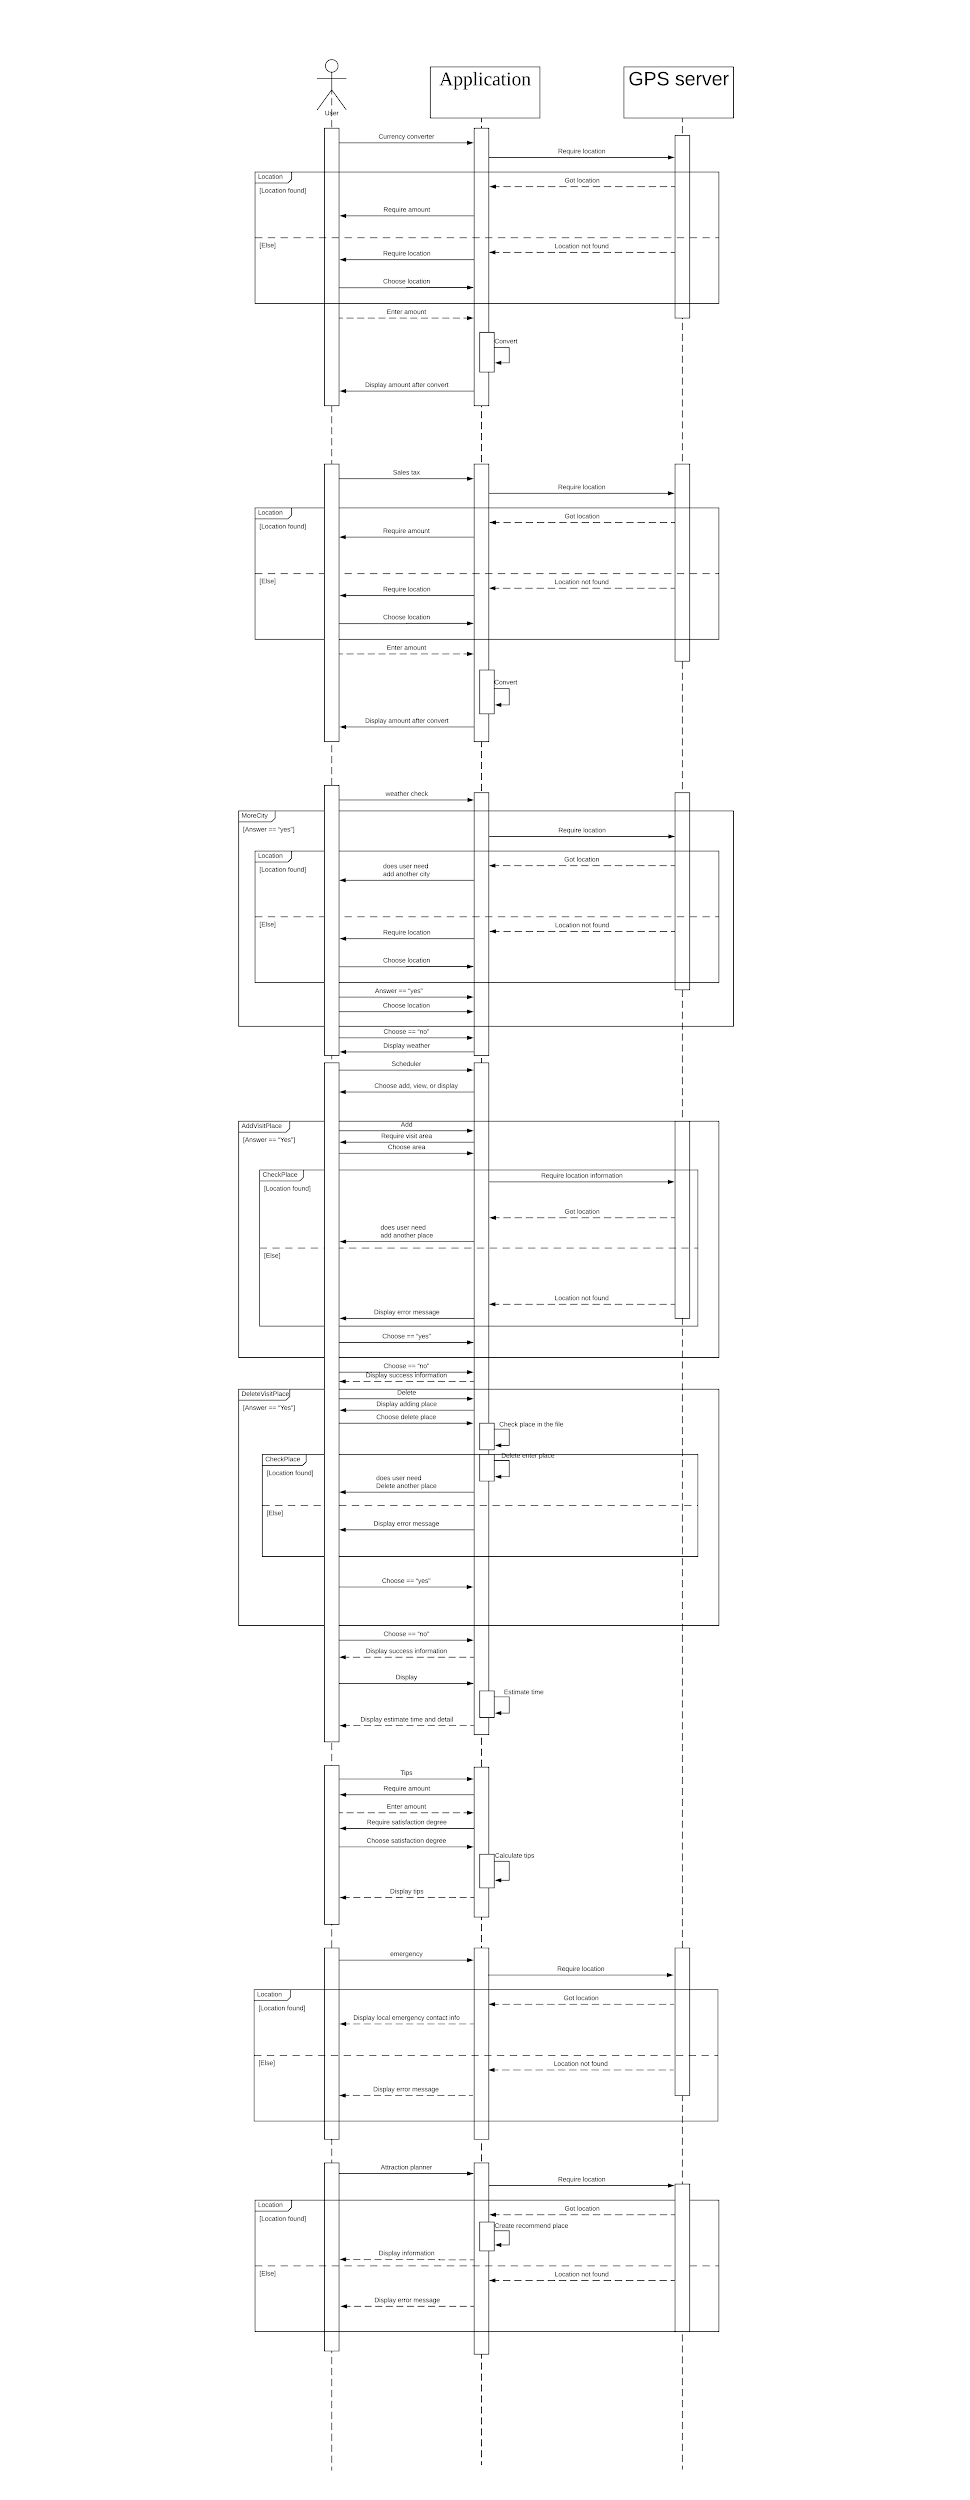 Application
GPS server
User
Currency converter
Require location
Location
Got location
[Location found]
Require amount
[Else]
Location not found
Require location
Choose location
Enter amount
Convert
Display amount after convert
Sales tax
Require location
Location
Got location
[Location found]
Require amount
[Else]
Location not found
Require location
Choose location
Enter amount
Convert
Display amount after convert
weather check
MoreCity
[Answer == "yes"]
Require location
Location
Got location
[Location found]
does user need
add another city
[Else]
Location not found
Require location
Choose location
Answer == "yes"
Choose location
Choose == "no"
Display weather
Scheduler
Choose add, view, or display
AddVisitPlace
Add
[Answer == "Yes"]
Require visit area
Choose area
CheckPlace
Require location information
[Location found]
Got location
does user need
add another place
[Else]
Location not found
Display error message
Choose == "yes"
Choose == "no"
Display success information
DeleteVisitPlace
Delete
Display adding place
[Answer == "Yes"]
Choose delete place
Check place in the file
Delete enter place
CheckPlace
[Location found]
does user need
Delete another place
[Else]
Display error message
Choose == "yes"
Choose == "no"
Display success information
Display
Estimate time
Display estimate time and detail
Tips
Require amount
Enter amount
Require satisfaction degree
Choose satisfaction degree
Calculate tips
Display tips
emergency
Require location
Location
Got location
[Location found]
Display local emergency contact info
[Else]
Location not found
Display error message
Attraction planner
Require location
Location
Got location
[Location found]
Create recommend place
Display information
[Else]
Location not found
Display error message